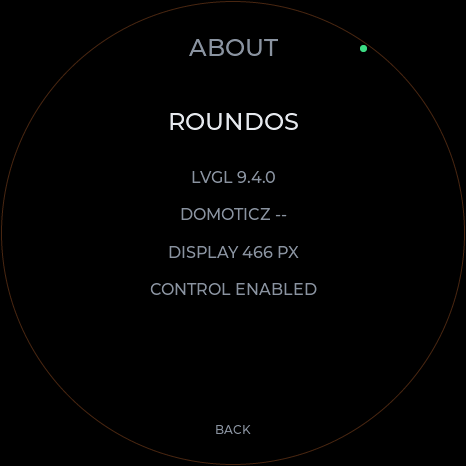 ABOUT
ROUNDOS
LVGL 9.4.0
DOMOTICZ --
DISPLAY 466 PX
CONTROL ENABLED
BACK